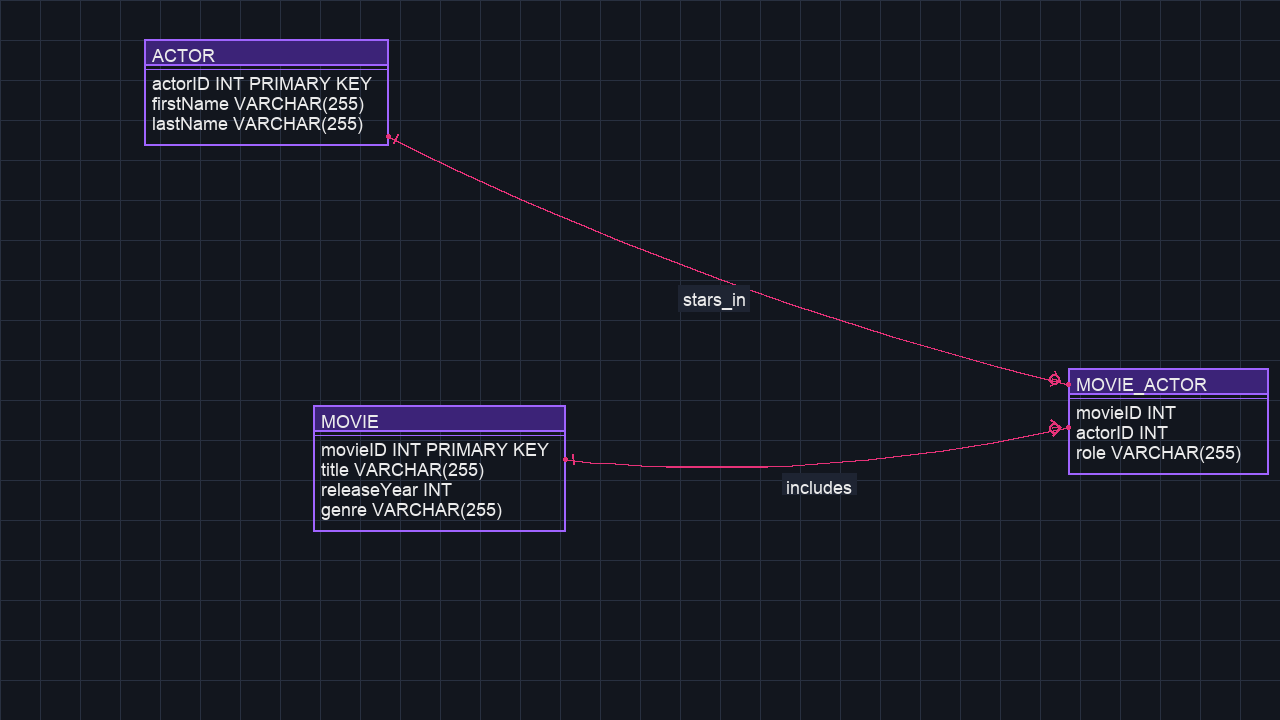 ACTOR
actorID INT PRIMARY KEY
firstName VARCHAR(255)
lastName VARCHAR(255)
stars_in
MOVIE_ACTOR
movieID INT
actorID INT
role VARCHAR(255)
MOVIE
movieID INT PRIMARY KEY
title VARCHAR(255)
releaseYear INT
genre VARCHAR(255)
includes